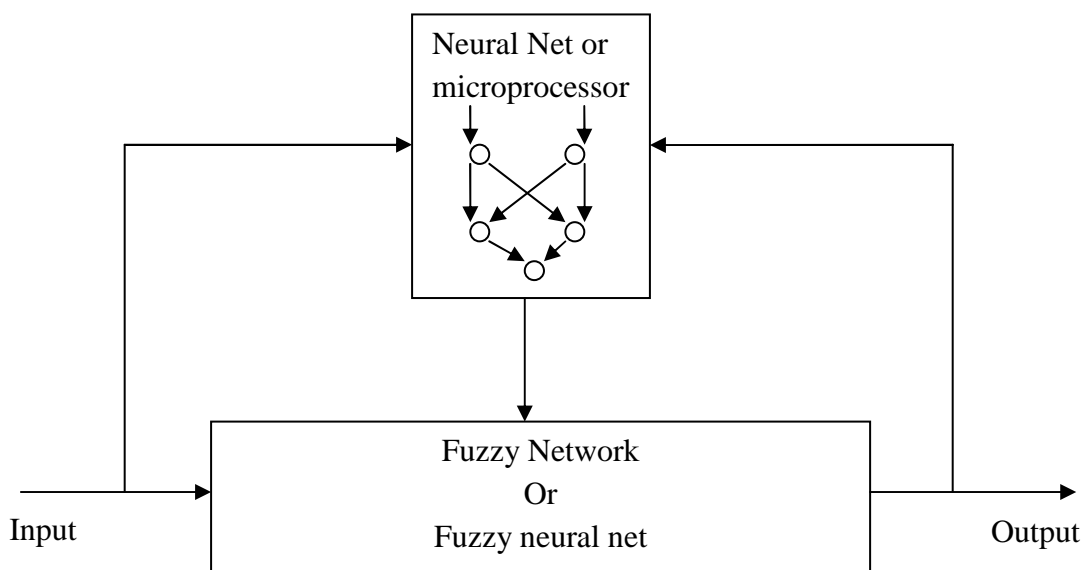 Neural Net or
microprocessor
Fuzzy Network
Or
Fuzzy neural net
Input
Output